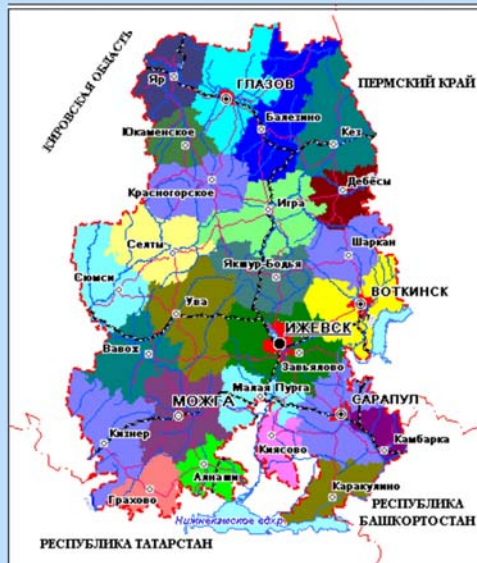 КИРОВСКАЯ ОБЛАСТЬ
ПЕРМСКИЙ КРАЙ
Яр
ГЛАЗОВ
Балезино
Кез
Юкаменское
Красногорское
Дебёсы
Игра
Селты
Шаркан
Якшур-Бодья
Сюмси
Ува
ВОТКИНСК
ИЖЕВСК
Вавож
Завьялово
Малая Пурга
МОЖГА
САРАПУЛ
Кизнер
Киясово
Камбарка
Алнаши
Грахово
Каракулино
Нижнекамское вдхр.
РЕСПУБЛИКА
БАШКОРТОСТАН
РЕСПУБЛИКА ТАТАРСТАН